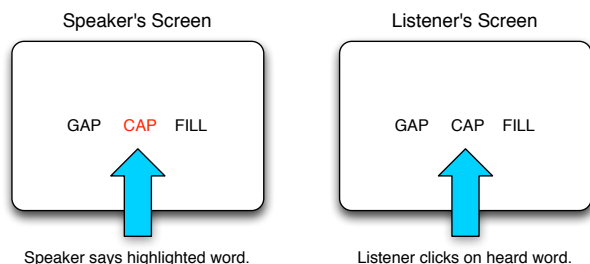 Speaker's Screen
GAP CAP FILL
Speaker says highlighted word.
Listener's Screen
GAP CAP FILL
Listener clicks on heard word.